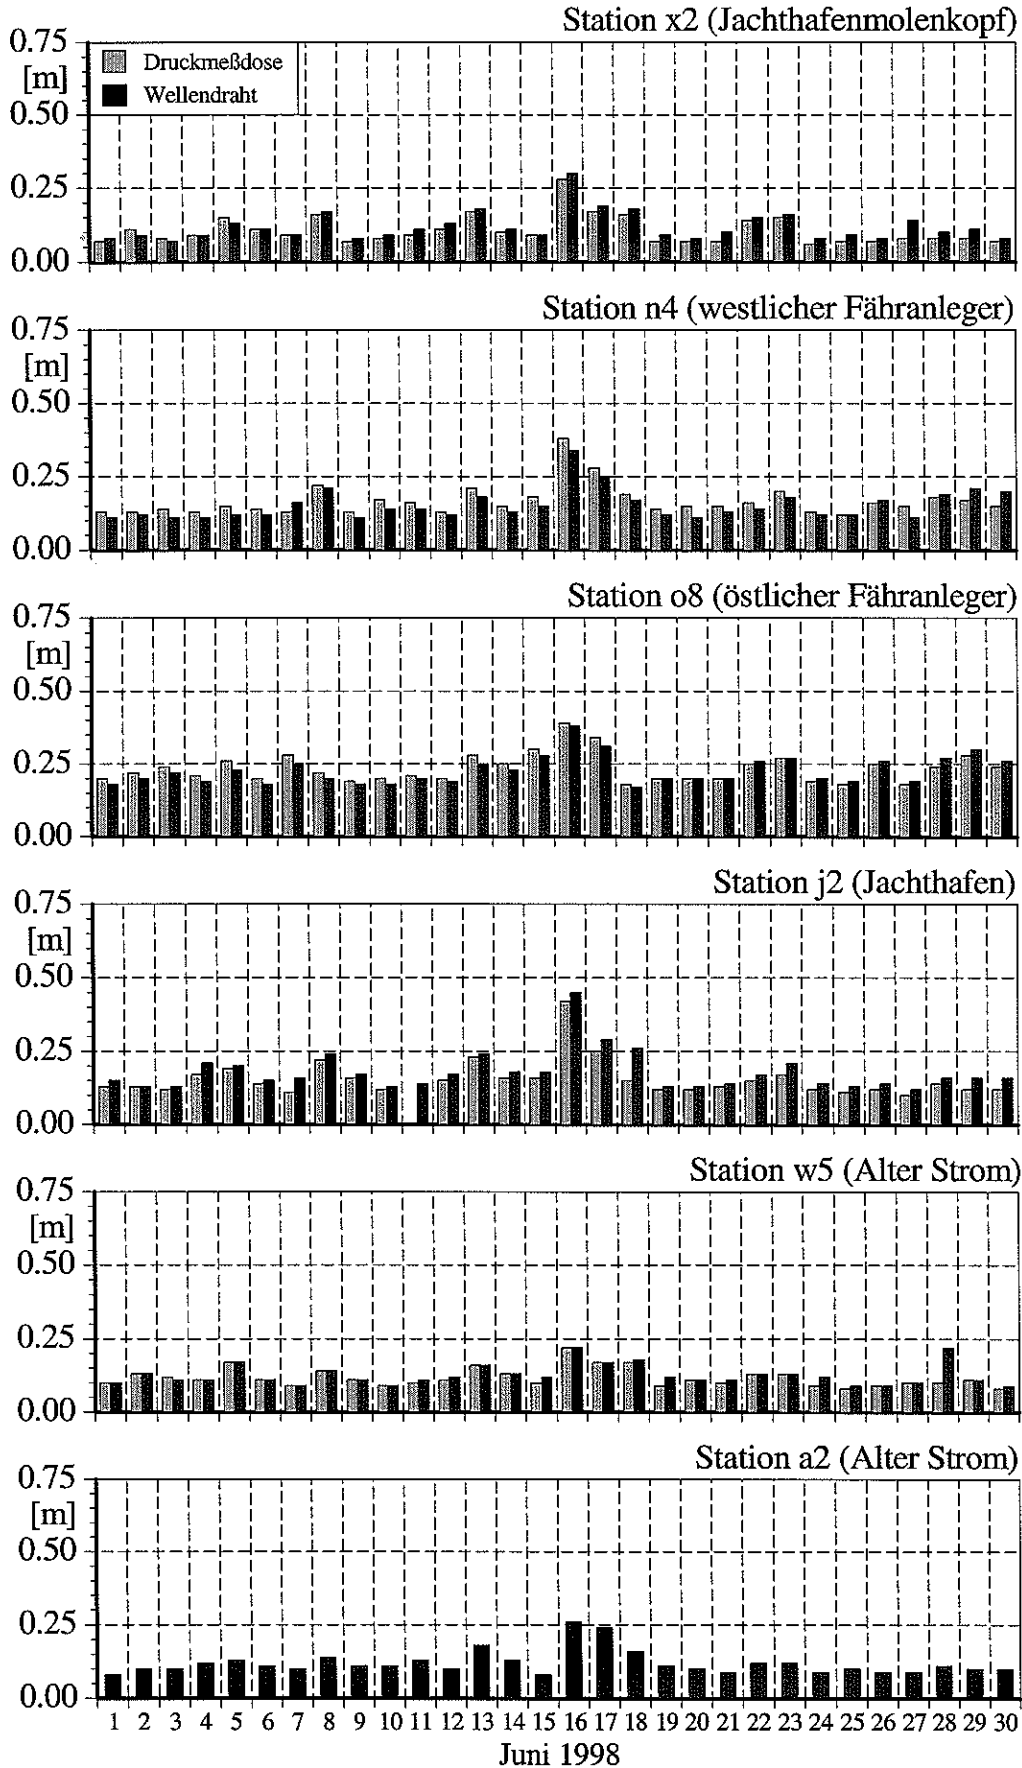 Station x2 (Jachthafenmolenkopf)
0.75
[m]
0.50
0.25
0.00
Druckmeßdose
Wellendraht
Station n4 (westlicher Fähranleger)
0.75
[m]
0.50
0.25
0.00
Station o8 (östlicher Fähranleger)
0.75
[m]
0.50
0.25
0.00
Station j2 (Jachthafen)
0.75
[m]
0.50
0.25
0.00
Station w5 (Alter Strom)
0.75
[m]
0.50
0.25
0.00
Station a2 (Alter Strom)
0.75
[m]
0.50
0.25
0.00
1 2 3 4 5 6 7 8 9 10 11 12 13 14 15 16 17 18 19 20 21 22 23 24 25 26 27 28 29 30
Juni 1998